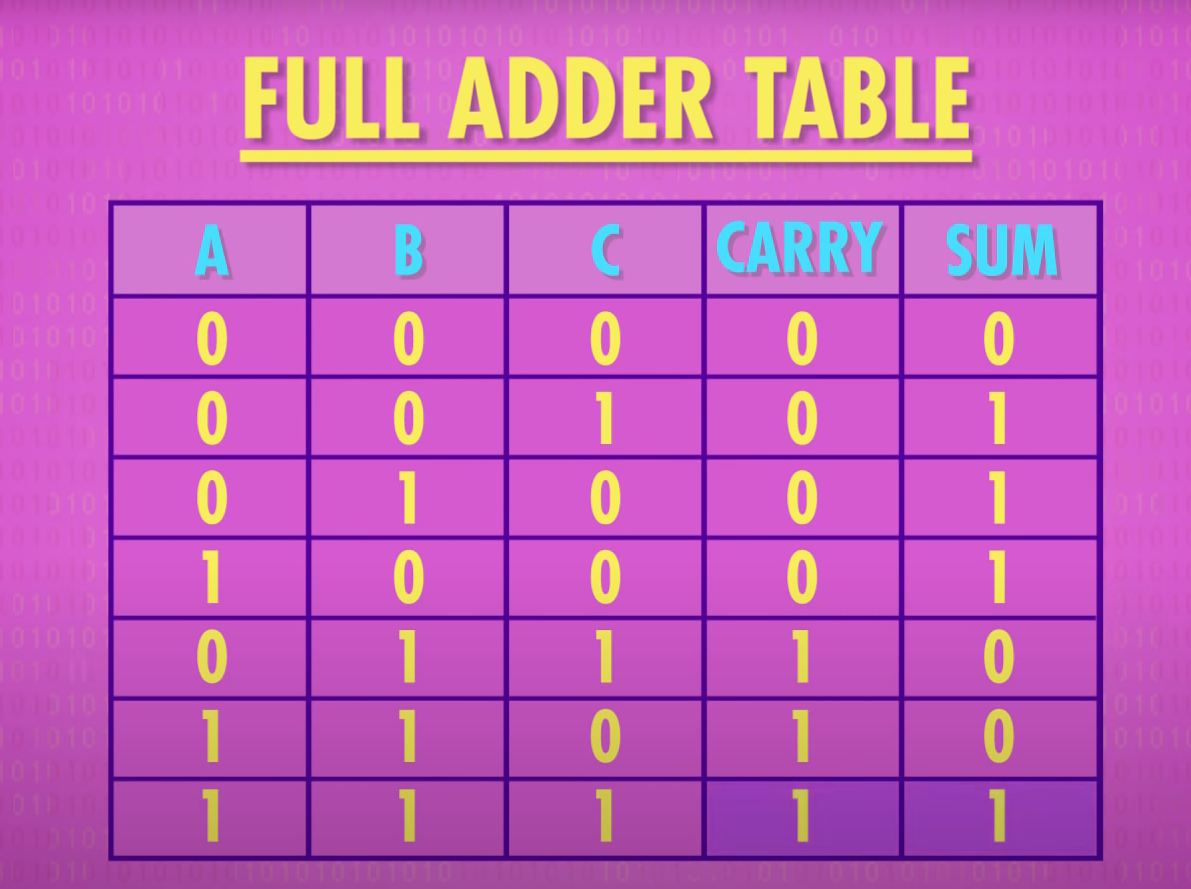 FULL ADDER TABLE
A B C CARRY SUM
0 0 0 0 0
0 0 1 0 1
0 1 0 0 1
1 0 0 0 1
0 1 1 1 0
1 1 0 1 0
1 1 1 1 1